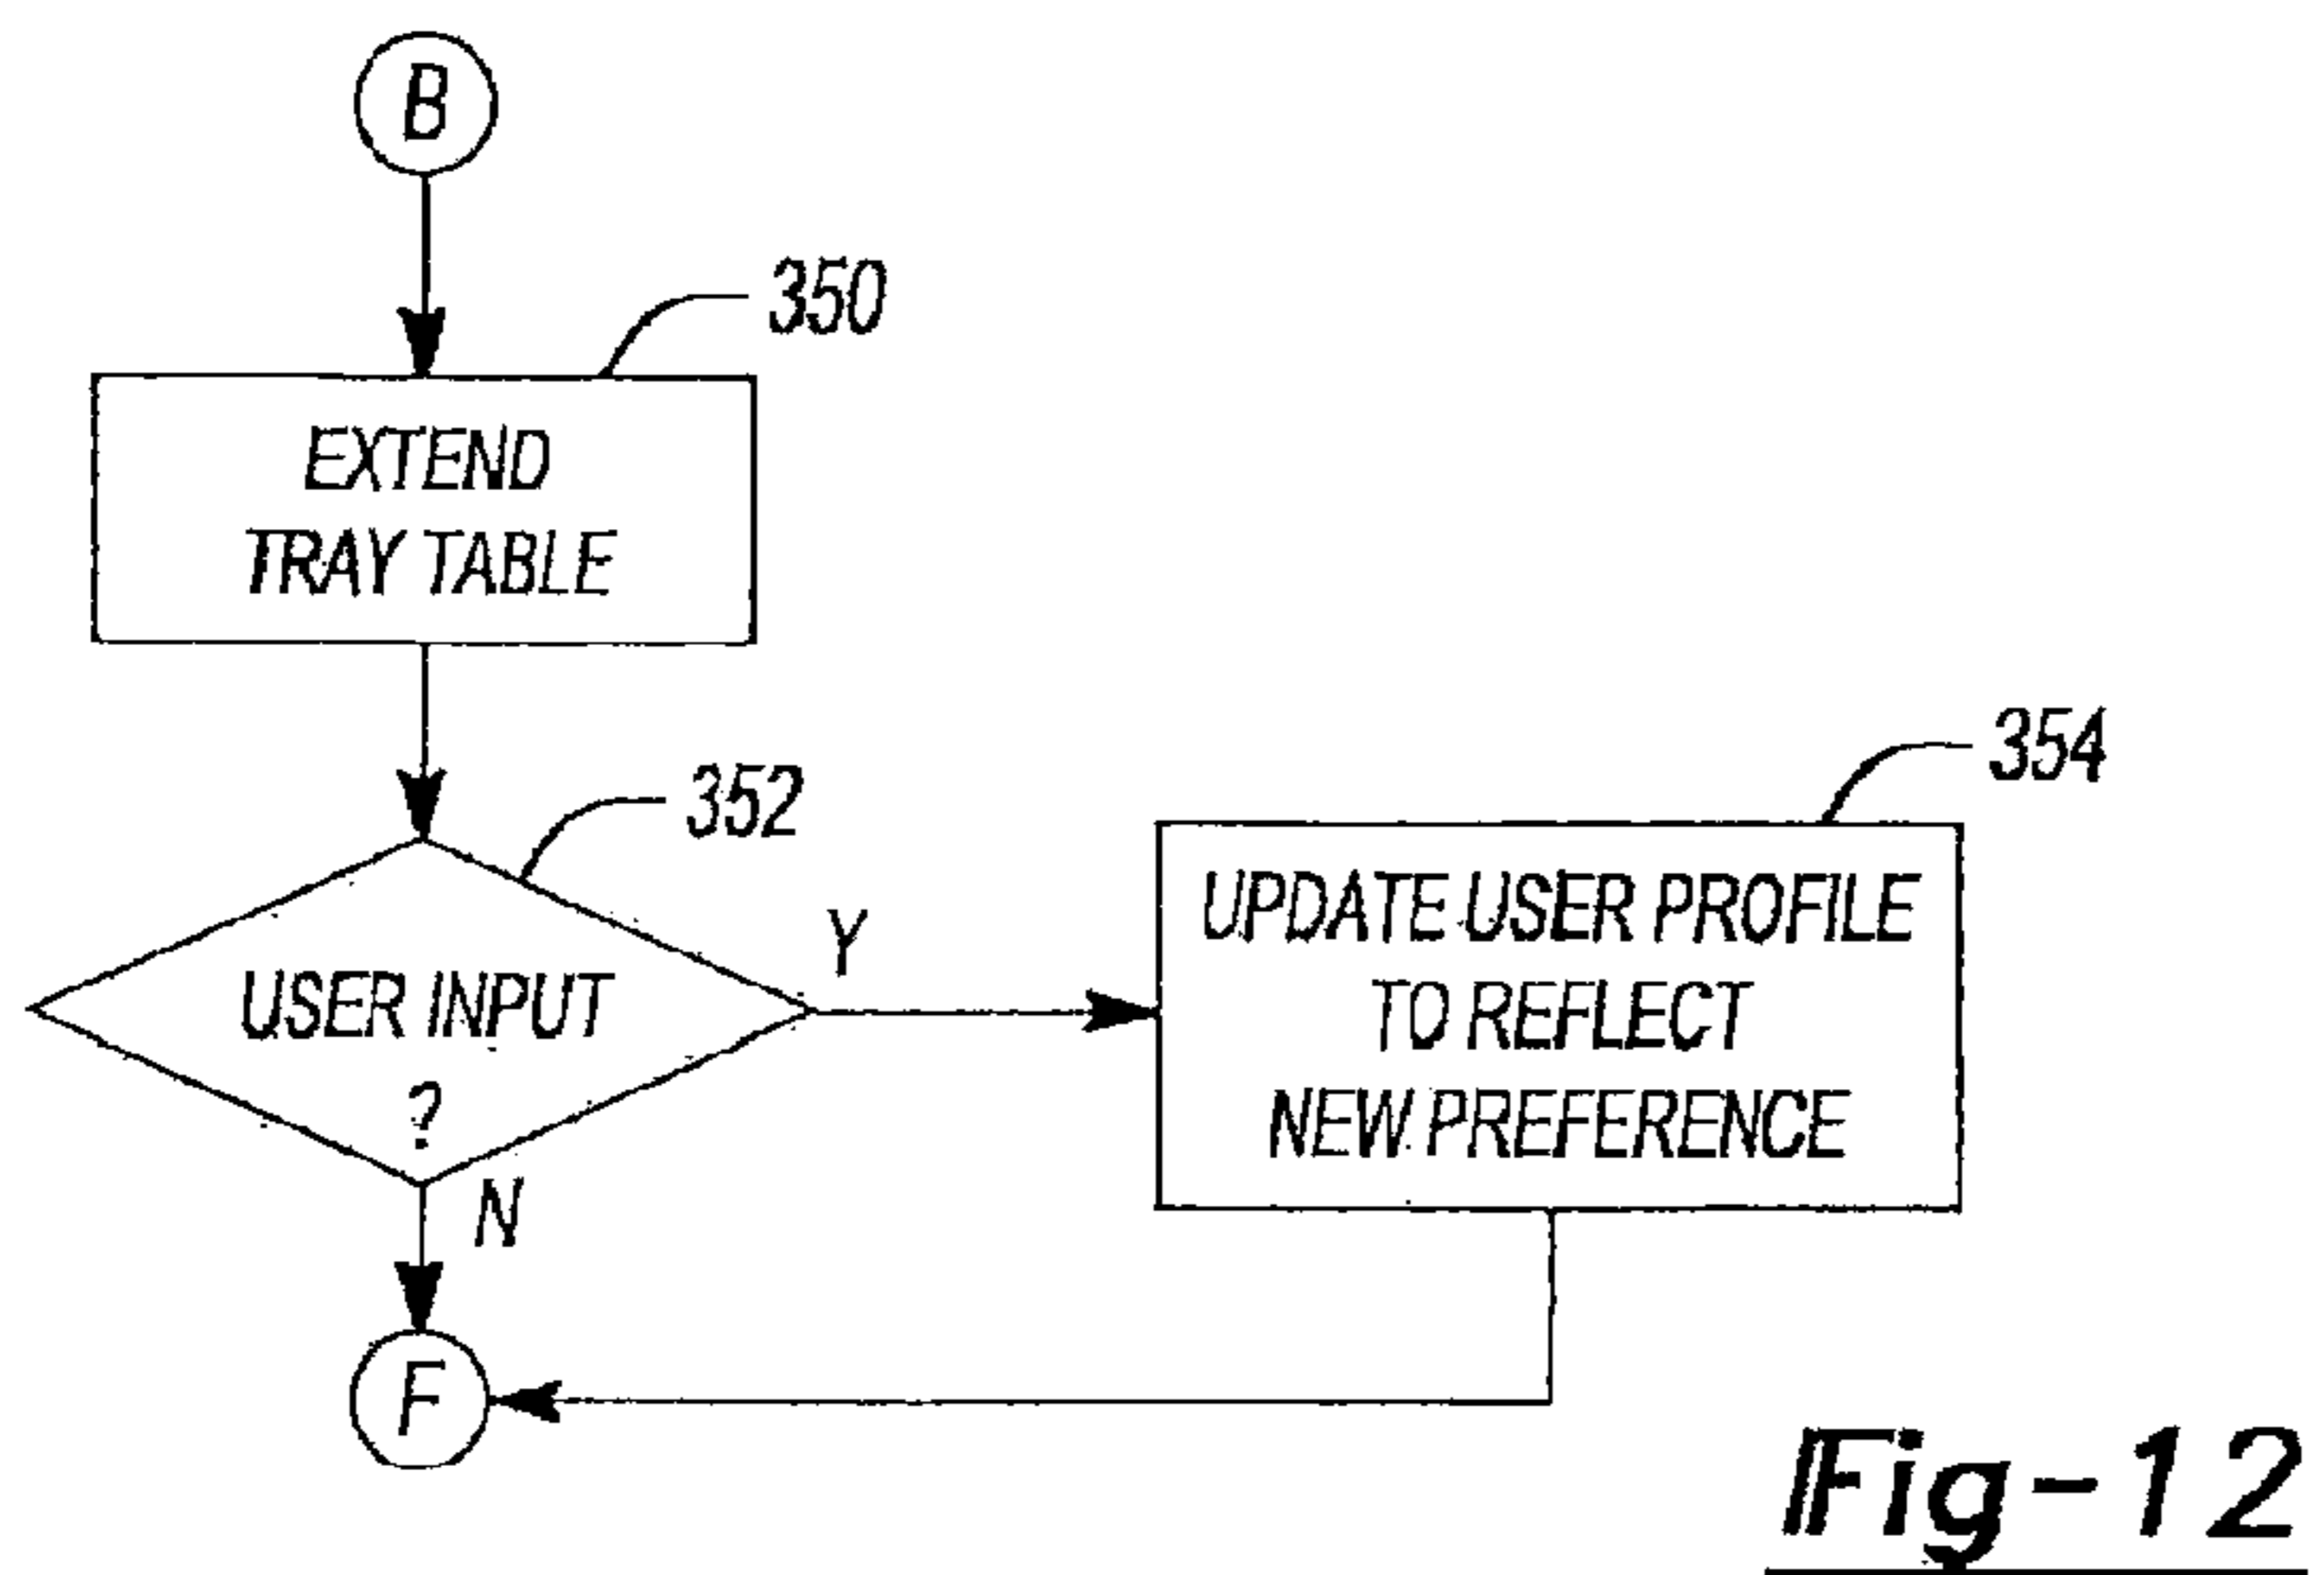 B
350
EXTEND
TRAY TABLE
352
USER INPUT
?
Y
N
354
UPDATE USER PROFILE
TO REFLECT
NEW PREFERENCE
F
Fig-12